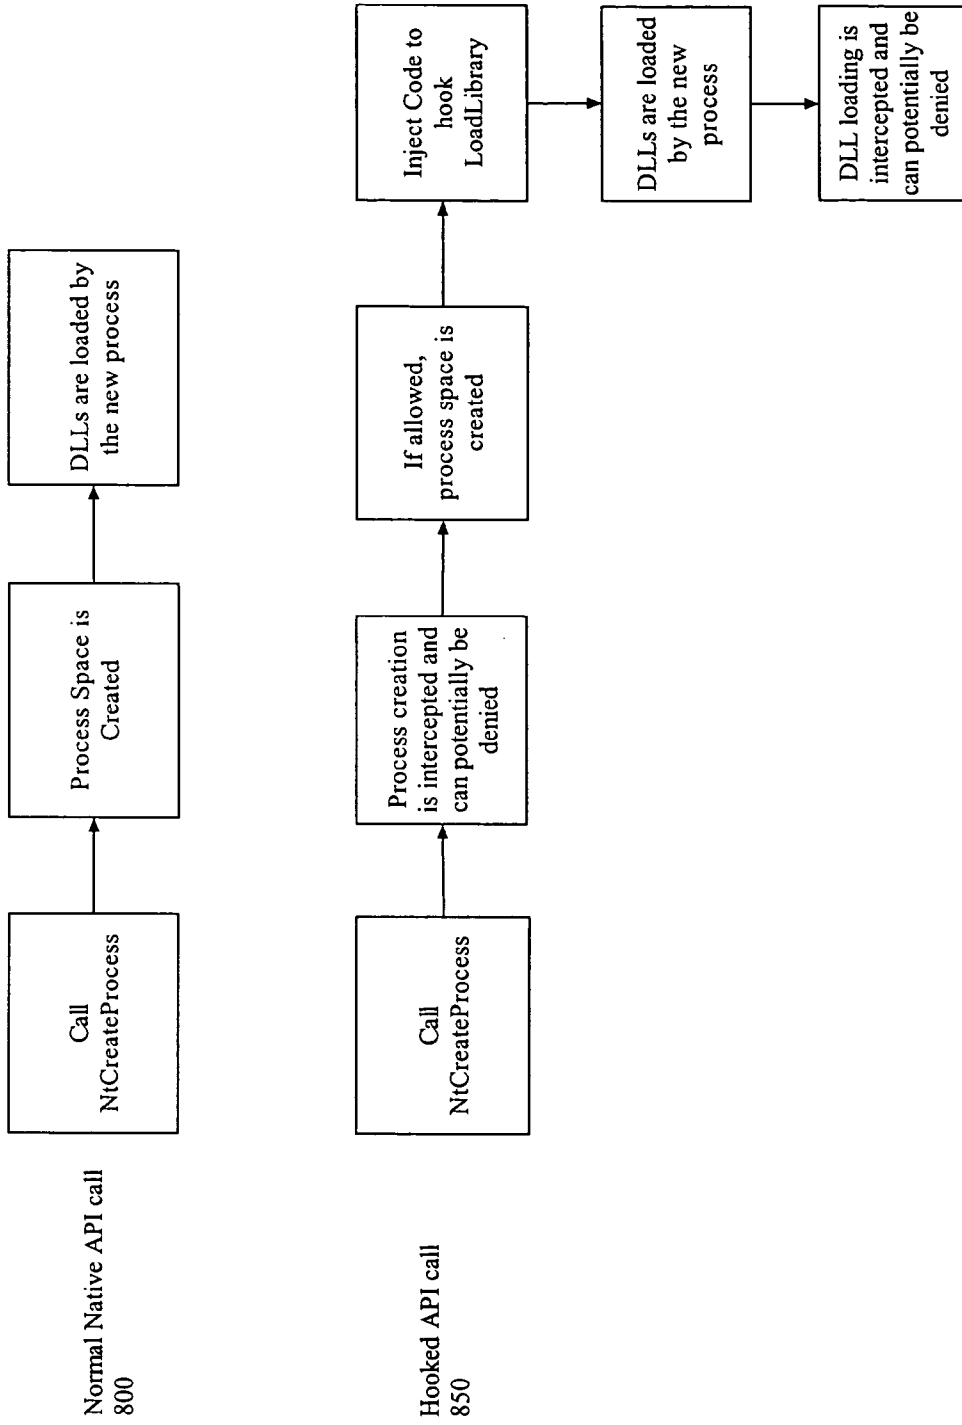 Normal Native API call
800
Call
NtCreateProcess
Process Space is
Created
DLLs are loaded by
the new process
Hooked API call
850
Call
NtCreateProcess
Process creation
is intercepted and
can potentially be
denied
If allowed,
process space is
created
Inject Code to
hook
LoadLibrary
DLLs are loaded
by the new
process
DLL loading is
intercepted and
can potentially be
denied